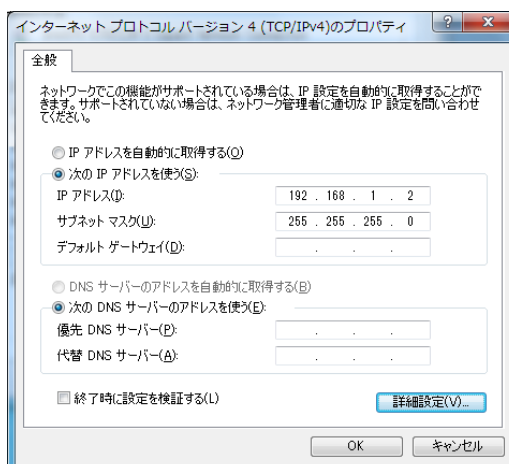 インターネット プロトコル バージョン 4 (TCP/IPv4)のプロパティ
全般
ネットワークでこの機能がサポートされている場合は、IP 設定を自動的に取得することがで
きます。サポートされていない場合は、ネットワーク管理者に適切な IP 設定を問い合わせ
てください。
IP アドレスを自動的に取得する(O)
次の IP アドレスを使う(S):
IP アドレス(I): 192 . 168 . 1 . 2
サブネット マスク(U): 255 . 255 . 255 . 0
デフォルト ゲートウェイ(D): . . .
DNS サーバーのアドレスを自動的に取得する(B)
次の DNS サーバーのアドレスを使う(E):
優先 DNS サーバー(P): . . .
代替 DNS サーバー(A): . . .
終了時に設定を検証する(L)
詳細設定(V)...
OK キャンセル